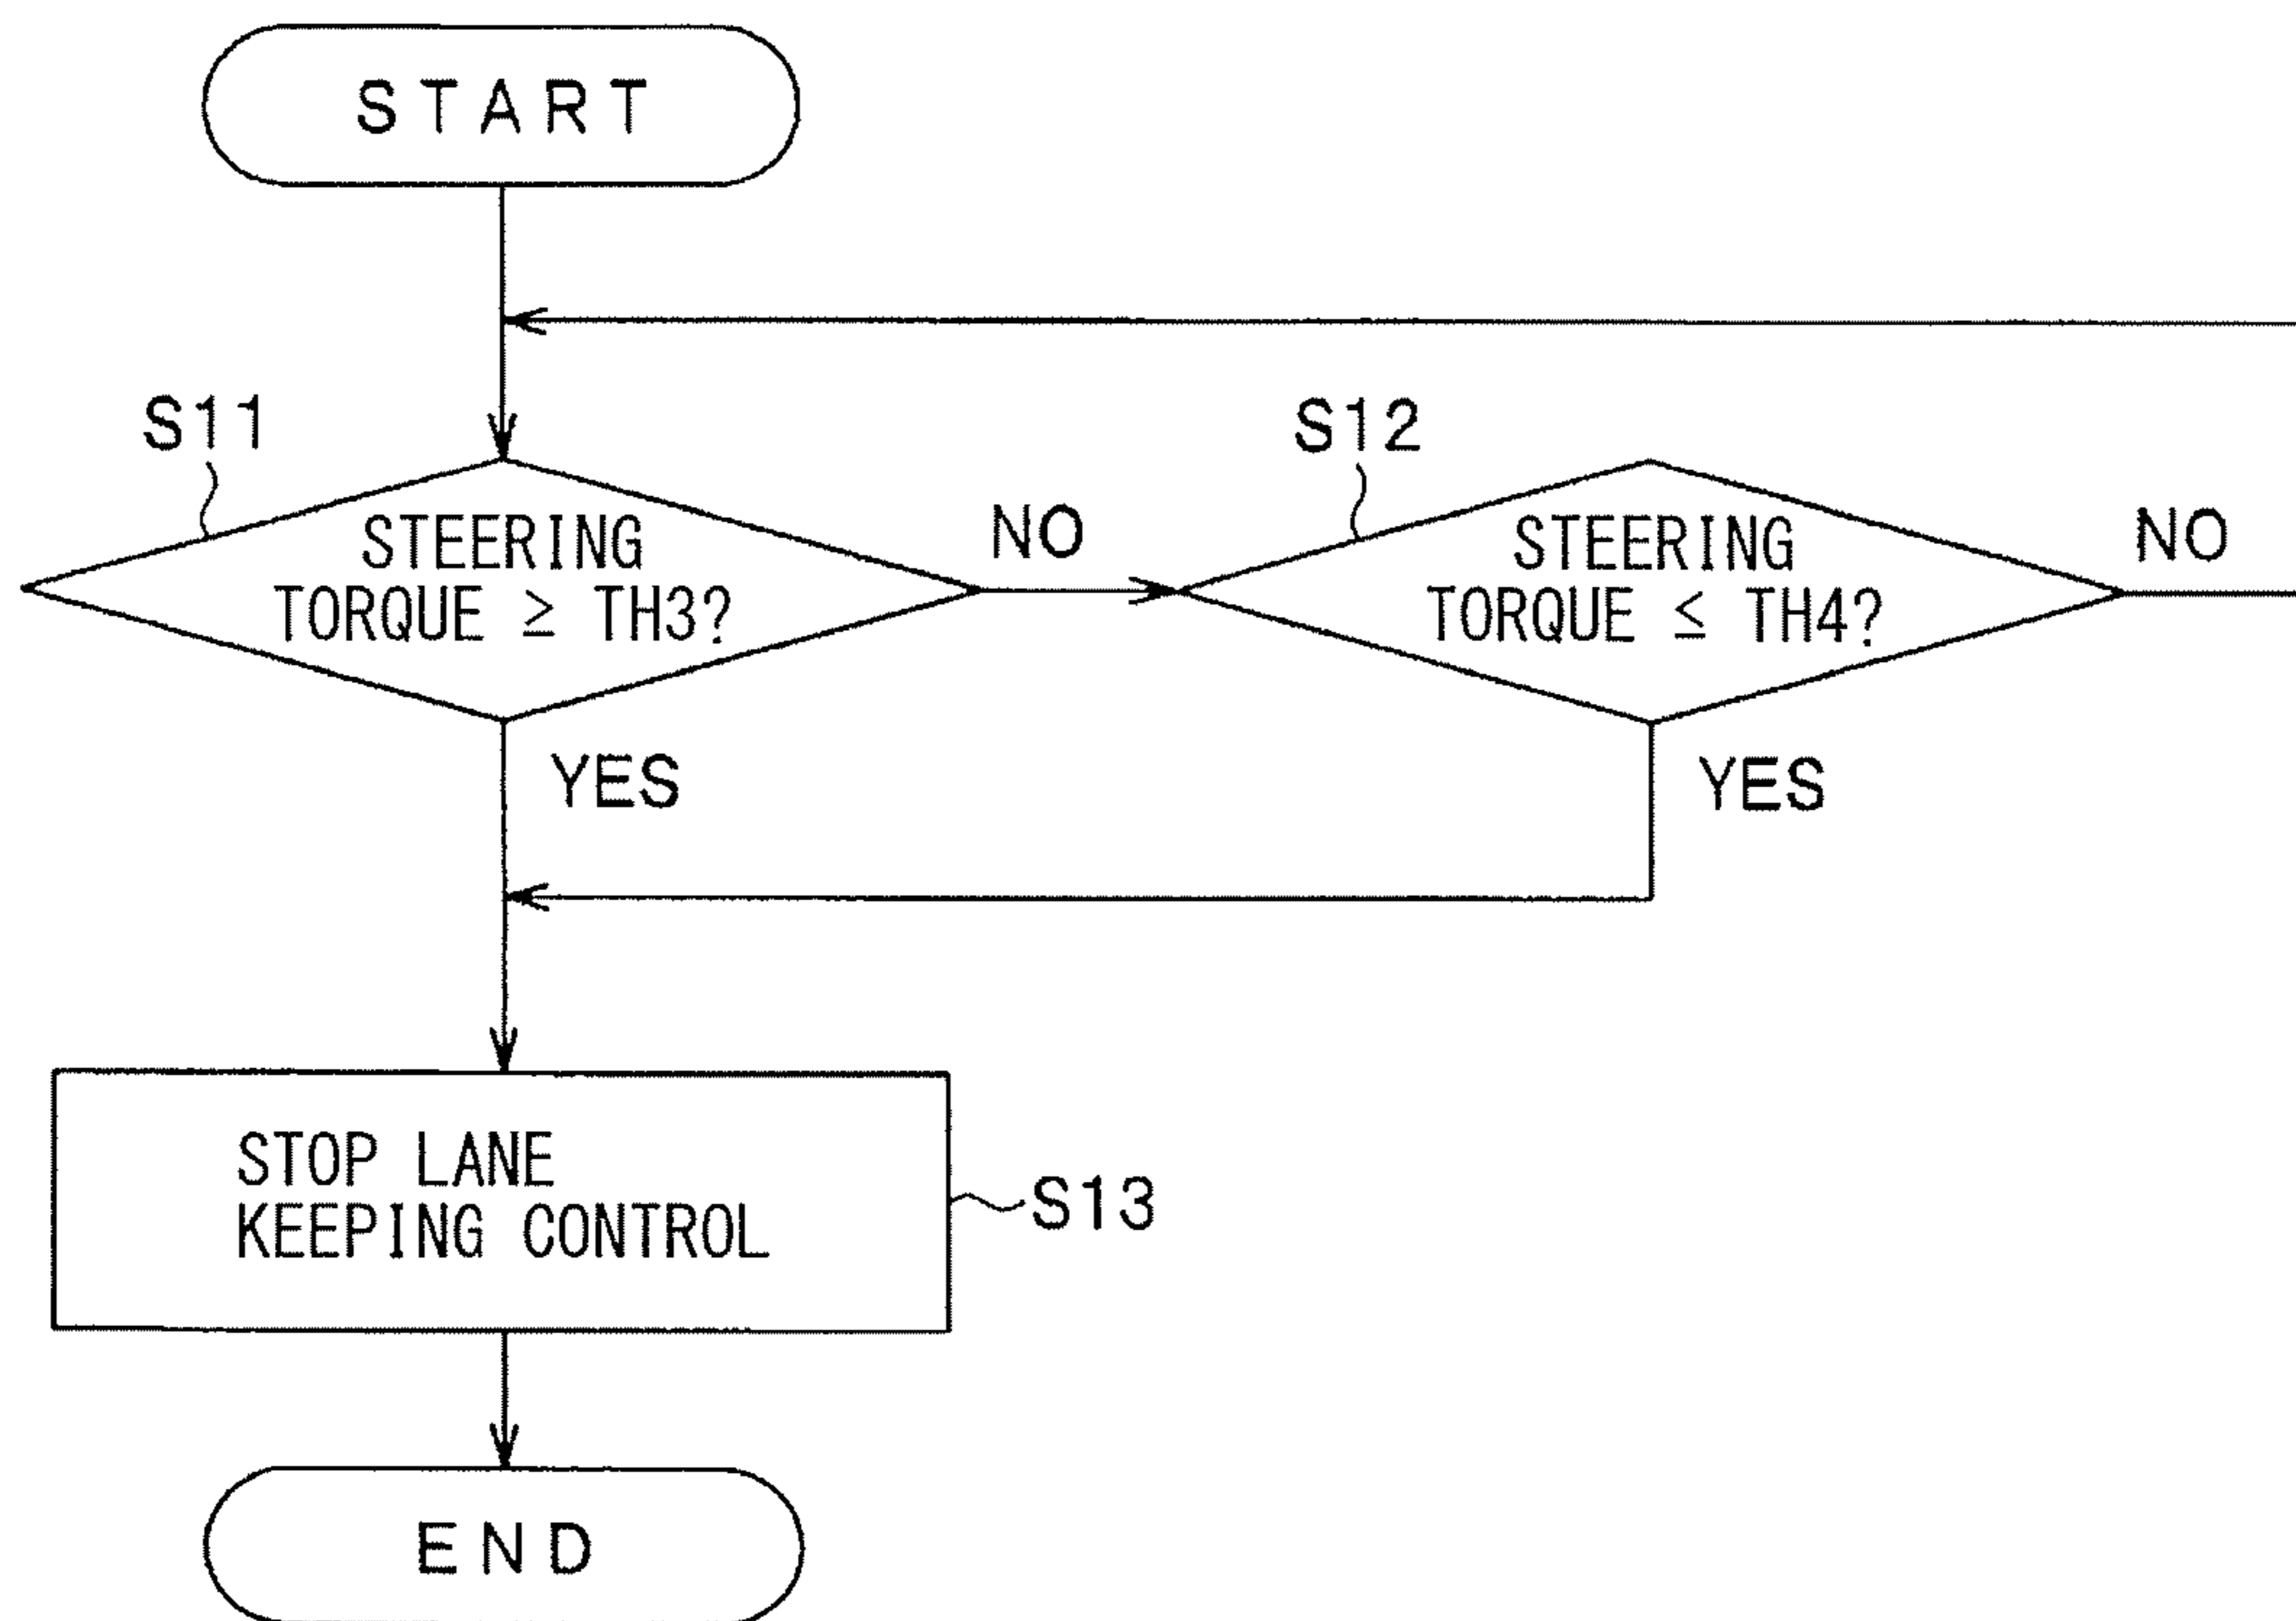 START
S11
STEERING
TORQUE ≥ TH3?
NO
S12
STEERING
TORQUE ≤ TH4?
NO
YES
YES
STOP LANE
KEEPING CONTROL
S13
END